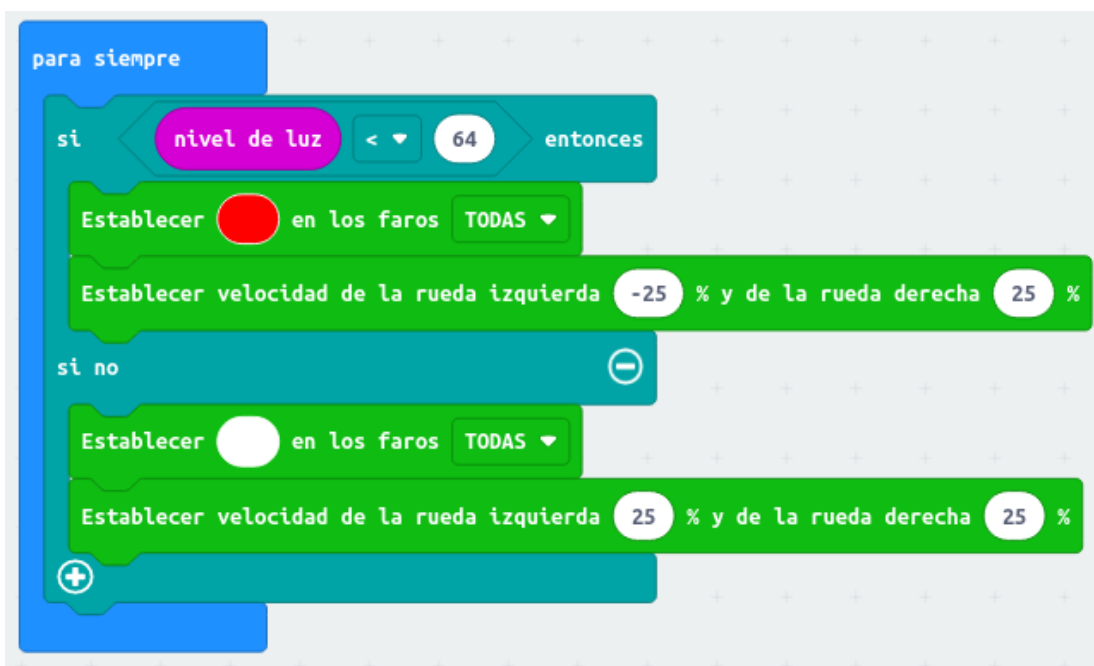 para siempre
si nivel de luz < 64 entonces
Establecer en los faros TODAS
Establecer velocidad de la rueda izquierda -25 % y de la rueda derecha 25 %
si no
Establecer en los faros TODAS
Establecer velocidad de la rueda izquierda 25 % y de la rueda derecha 25 %